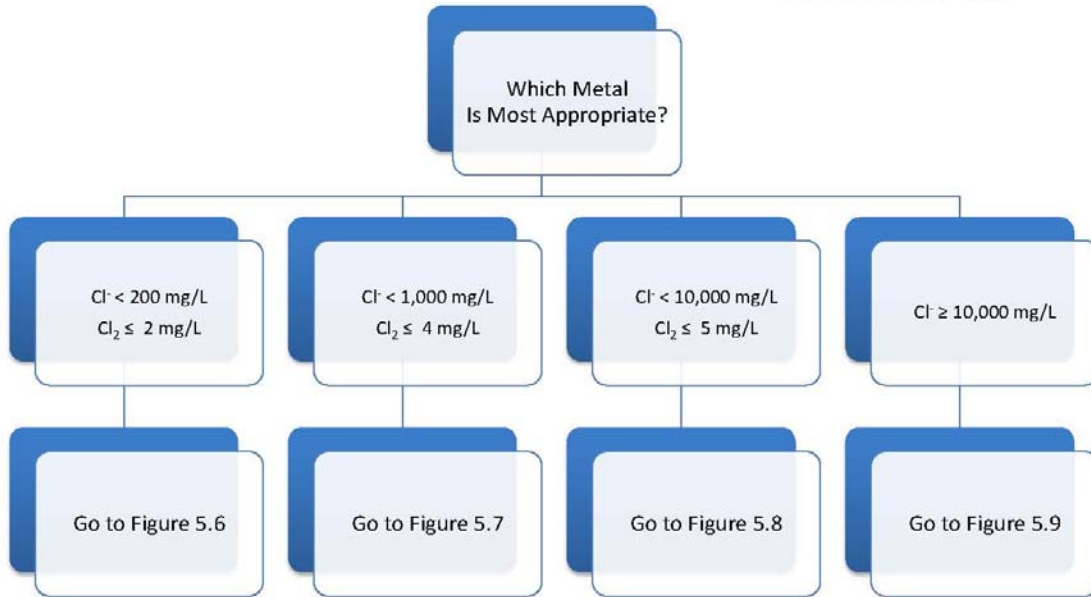 Which Metal
Is Most Appropriate?
Cl⁻ < 200 mg/L
Cl₂ ≤ 2 mg/L
Cl⁻ < 1,000 mg/L
Cl₂ ≤ 4 mg/L
Cl⁻ < 10,000 mg/L
Cl₂ ≤ 5 mg/L
Cl⁻ ≥ 10,000 mg/L
Go to Figure 5.6
Go to Figure 5.7
Go to Figure 5.8
Go to Figure 5.9